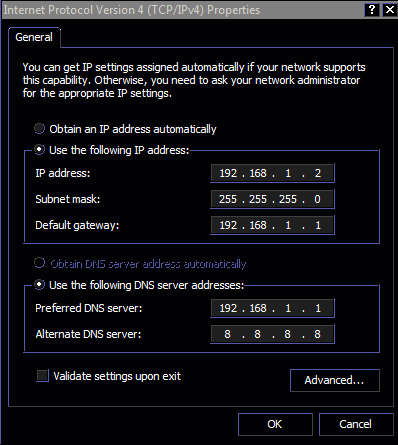 Internet Protocol Version 4 (TCP/IPv4) Properties
? X
General
You can get IP settings assigned automatically if your network supports
this capability. Otherwise, you need to ask your network administrator
for the appropriate IP settings.
Obtain an IP address automatically
Use the following IP address:
IP address: 192 . 168 . 1 . 2
Subnet mask: 255 . 255 . 255 . 0
Default gateway: 192 . 168 . 1 . 1
Obtain DNS server address automatically
Use the following DNS server addresses:
Preferred DNS server: 192 . 168 . 1 . 1
Alternate DNS server: 8 . 8 . 8 . 8
Validate settings upon exit
Advanced...
OK Cancel